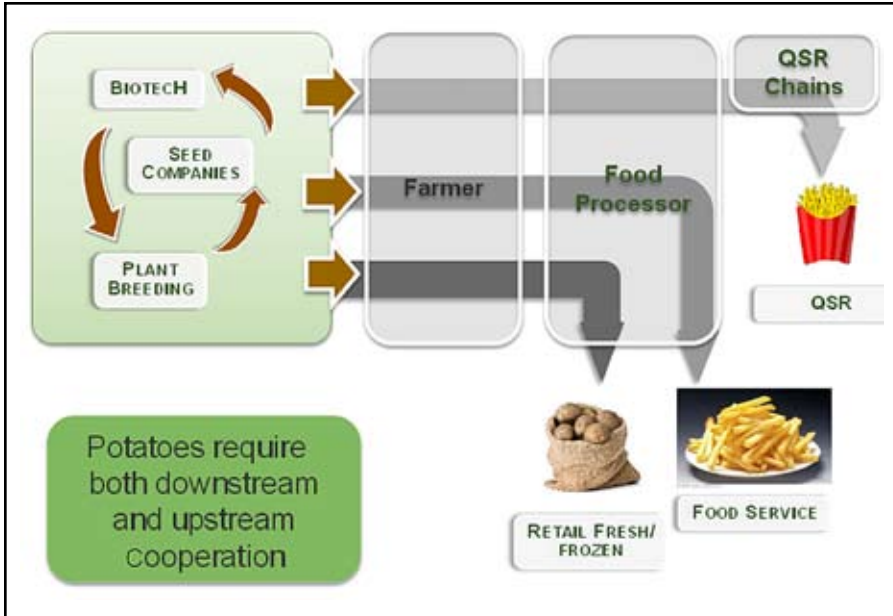 BIOTECH
SEED
COMPANIES
PLANT
BREEDING
Farmer
Food
Processor
QSR
Chains
QSR
RETAIL FRESH/
FROZEN
FOOD SERVICE
Potatoes require
both downstream
and upstream
cooperation